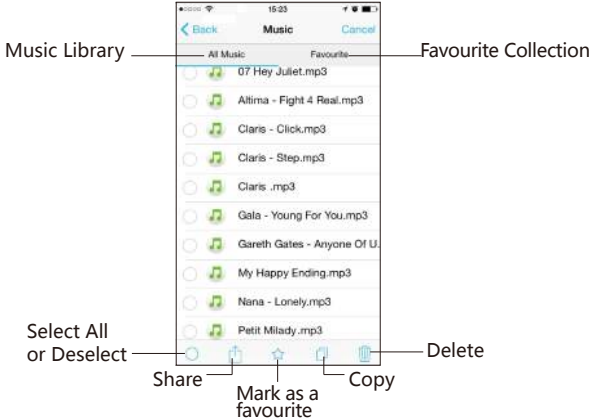 15:23
Back Music Cancel
Music Library All Music Favourite Favourite Collection
07 Hey Juliet.mp3
Altima - Fight 4 Real.mp3
Claris - Click.mp3
Claris - Step.mp3
Claris .mp3
Gala - Young For You.mp3
Gareth Gates - Anyone Of U.
My Happy Ending.mp3
Nana - Lonely.mp3
Petit Milady.mp3
Select All
or Deselect
Delete
Share
Copy
Mark as a
favourite